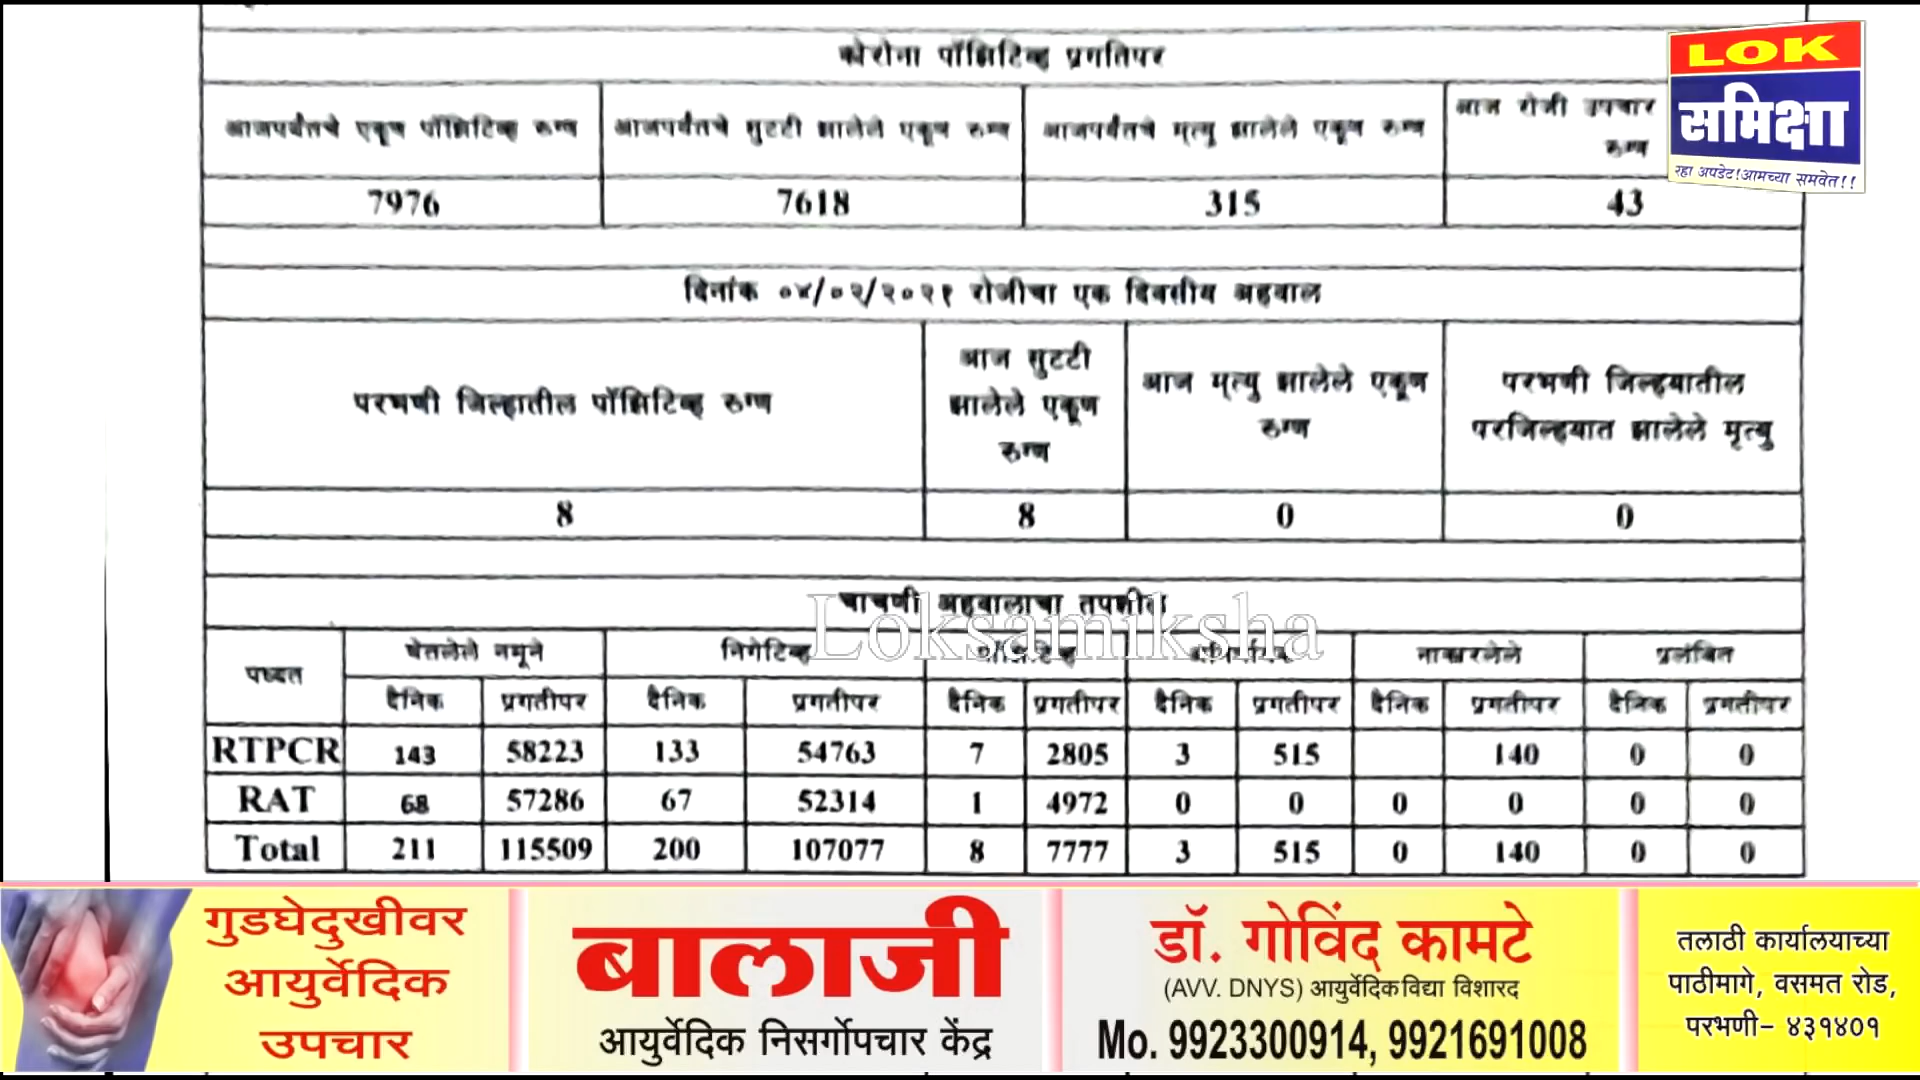 कोरोना पॉझिटिव्ह प्रगतिपर
LOK
समिक्षा
रहा अपडेट!आमच्या समवेत!!
आजपर्यंतचे एकूण पॉझिटिव्ह रुग्ण आजपर्यंतचे सुटटी झालेले एकूण रुग्ण आजपर्यंतचे मृत्यु झालेले एकूण रुग्ण आज रोजी उपचार
रुग्ण
7976 7618 315 43
दिनांक ०४/०२/२०२१ रोजीचा एक दिवसीय अहवाल
परभणी जिल्हातील पॉझिटिव्ह रुग्ण
आज सुटटी
झालेले एकूण
रुग्ण
आज मृत्यु झालेले एकूण
रुग्ण
परभणी जिल्हयातील
परजिल्हयात झालेले मृत्यु
8 8 0 0
चाचणी अहवालाचा तपशील
Loksamiksha
पध्दत घेतलेले नमूने निगेटिव्ह पॉझिटिव्ह नाकारलेले प्रलंबित
दैनिक प्रगतीपर दैनिक प्रगतीपर दैनिक प्रगतीपर दैनिक प्रगतीपर दैनिक प्रगतीपर दैनिक प्रगतीपर
RTPCR 143 58223 133 54763 7 2805 3 515 140 0 0
RAT 68 57286 67 52314 1 4972 0 0 0 0 0 0
Total 211 115509 200 107077 8 7777 3 515 0 140 0 0
गुडघेदुखीवर
आयुर्वेदिक
उपचार
बालाजी
आयुर्वेदिक निसर्गोपचार केंद्र
डॉ. गोविंद कामटे
(AVV. DNYS) आयुर्वेदिक विद्या विशारद
Mo. 9923300914, 9921691008
तलाठी कार्यालयाच्या
पाठीमागे, वसमत रोड,
परभणी- ४३१४०१